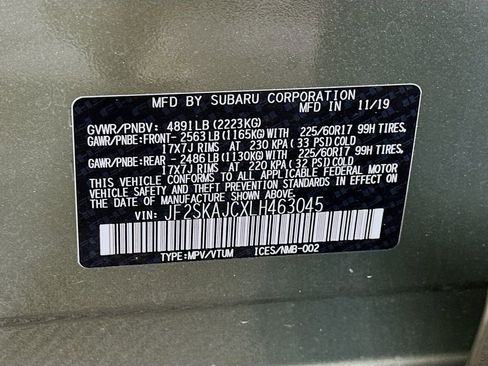 MFD BY SUBARU CORPORATION
MFD IN 11/19
GVWR/PNBV: 4891LB(2223KG)
GAWR/PNBE:FRONT-2563LB(1165KG)WITH 225/60R17 99H TIRES,
17X7J RIMS AT 230 KPA(33 PSI)COLD
GAWR/PNBE:REAR -2486LB(1130KG)WITH 225/60R17 99H TIRES,
17X7J RIMS AT 220 KPA(32 PSI)COLD
THIS VEHICLE CONFORMS TO ALL APPLICABLE FEDERAL MOTOR
VEHICLE SAFETY AND THEFT PREVENTION STANDARDS IN EFFECT
ON THE DATE OF MANUFACTURE SHOWN ABOVE.
VIN: JF2SKAJCXLH463045
TYPE:MPV/VTUM ICES/NMB-002